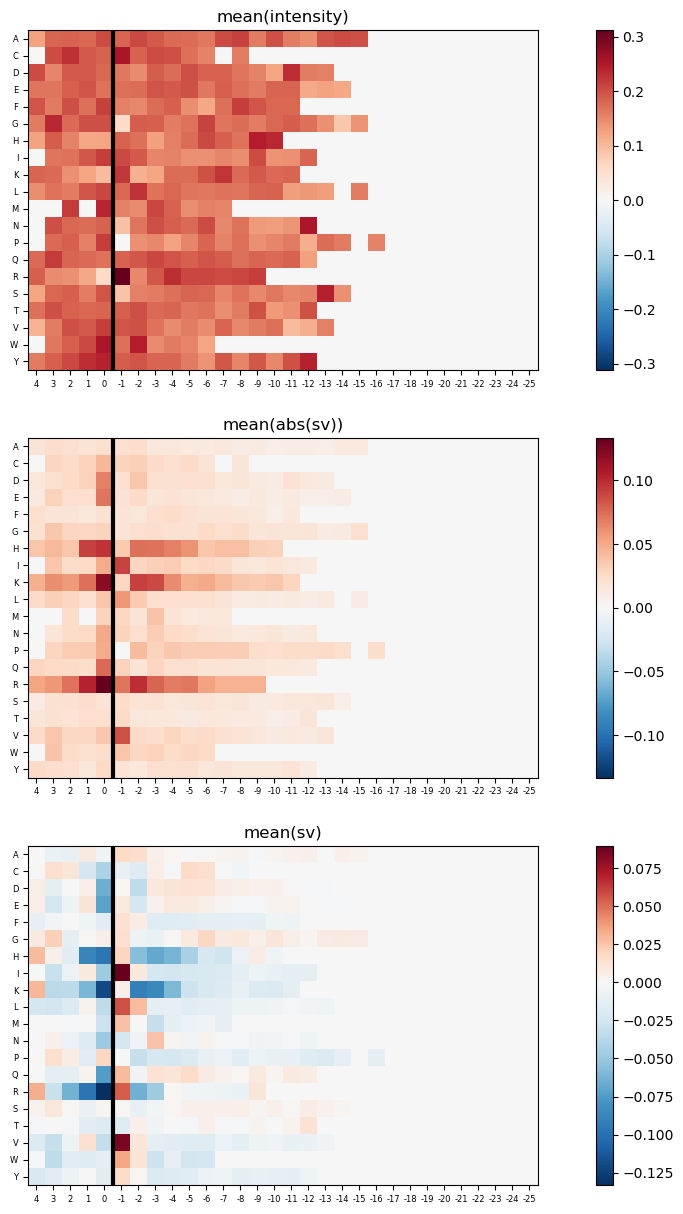 mean(intensity)
A
C
D
E
F
G
H
I
K
L
M
N
P
Q
R
S
T
V
W
Y
4 3 2 1 0 -1 -2 -3 -4 -5 -6 -7 -8 -9 -10 -11 -12 -13 -14 -15 -16 -17 -18 -19 -20 -21 -22 -23 -24 -25
0.3
0.2
0.1
0.0
−0.1
−0.2
−0.3
mean(abs(sv))
A
C
D
E
F
G
H
I
K
L
M
N
P
Q
R
S
T
V
W
Y
4 3 2 1 0 -1 -2 -3 -4 -5 -6 -7 -8 -9 -10 -11 -12 -13 -14 -15 -16 -17 -18 -19 -20 -21 -22 -23 -24 -25
0.10
0.05
0.00
−0.05
−0.10
mean(sv)
A
C
D
E
F
G
H
I
K
L
M
N
P
Q
R
S
T
V
W
Y
4 3 2 1 0 -1 -2 -3 -4 -5 -6 -7 -8 -9 -10 -11 -12 -13 -14 -15 -16 -17 -18 -19 -20 -21 -22 -23 -24 -25
0.075
0.050
0.025
0.000
−0.025
−0.050
−0.075
−0.100
−0.125